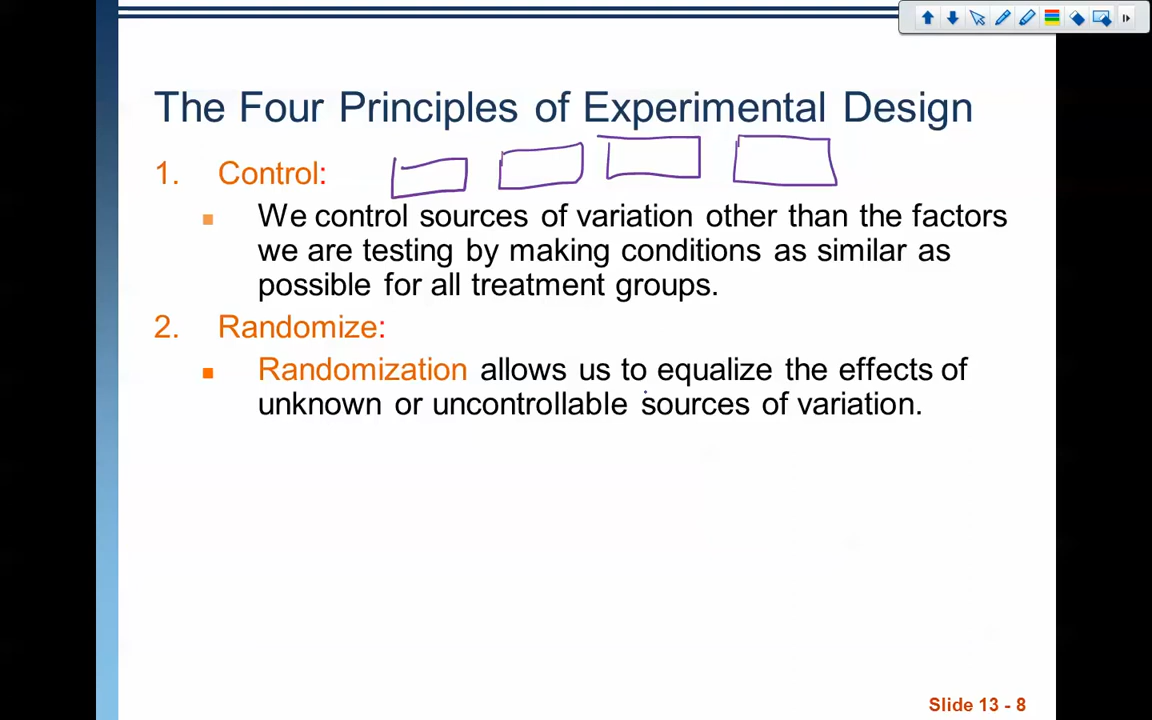 The Four Principles of Experimental Design
1. Control:
We control sources of variation other than the factors
we are testing by making conditions as similar as
possible for all treatment groups.
2. Randomize:
Randomization allows us to equalize the effects of
unknown or uncontrollable sources of variation.
Slide 13 - 8